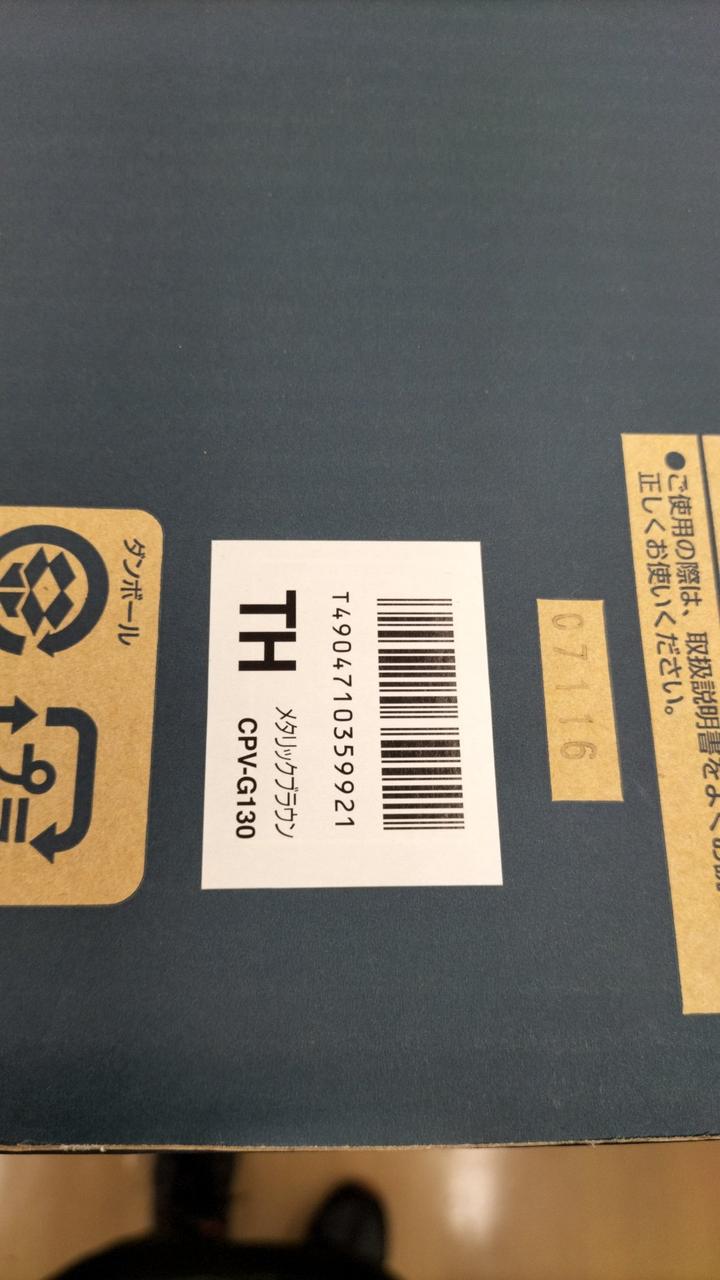 ●ご使用の際は、取扱説明書をよくお読
正しくお使いください。
07116
T4904710359921
メタリックブラウン
TH CPV-G130
ダンボール
プラ